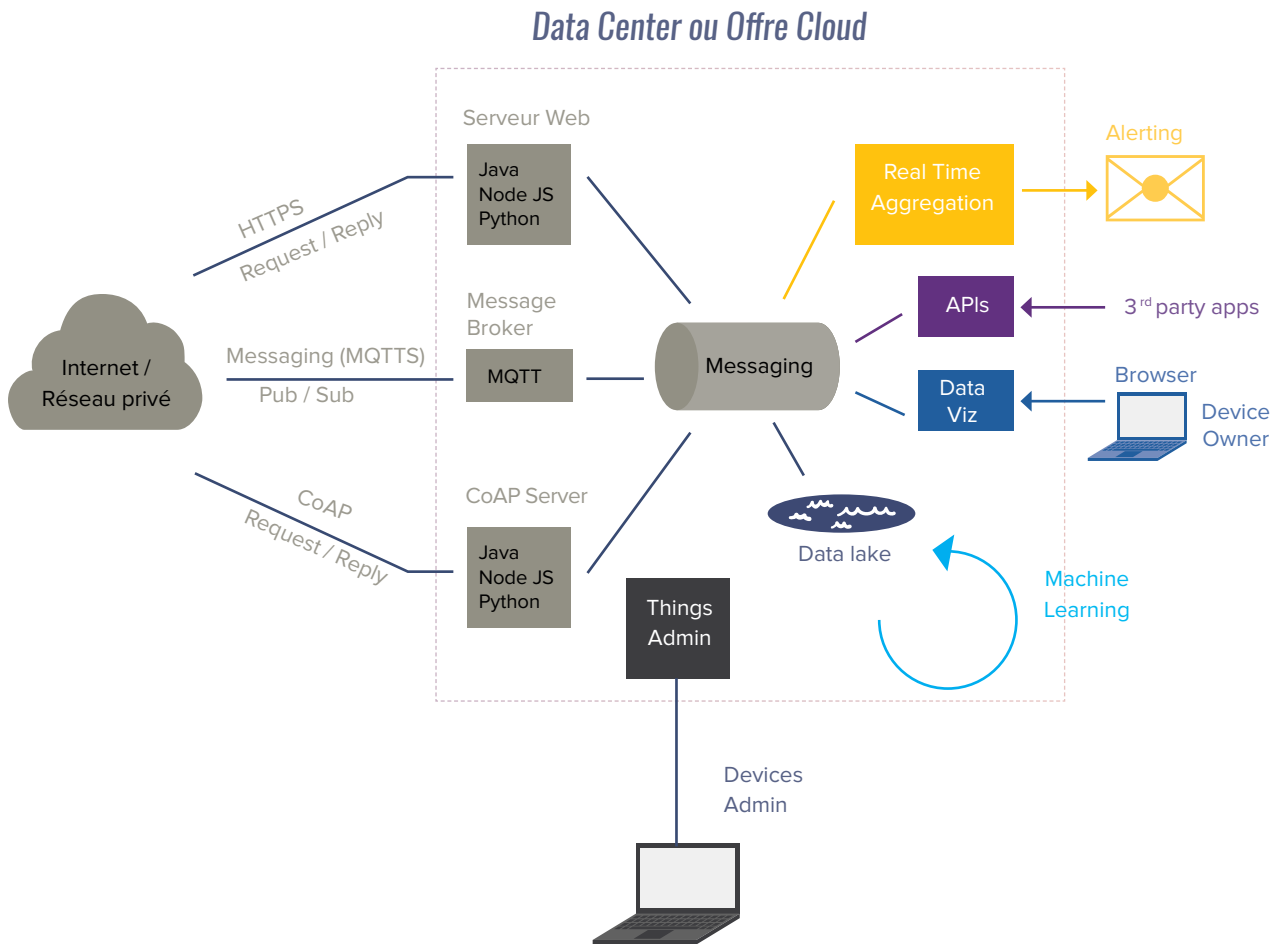 Data Center ou Offre Cloud
Serveur Web
Java
Node JS
Python
HTTPS
Request / Reply
Message
Broker
MQTT
Messaging (MQTTS)
Pub / Sub
Internet /
Réseau privé
CoAP
Request / Reply
CoAP Server
Java
Node JS
Python
Messaging
Real Time
Aggregation
Alerting
APIs
3rd party apps
Data
Viz
Browser
Device
Owner
Data lake
Machine
Learning
Things
Admin
Devices
Admin